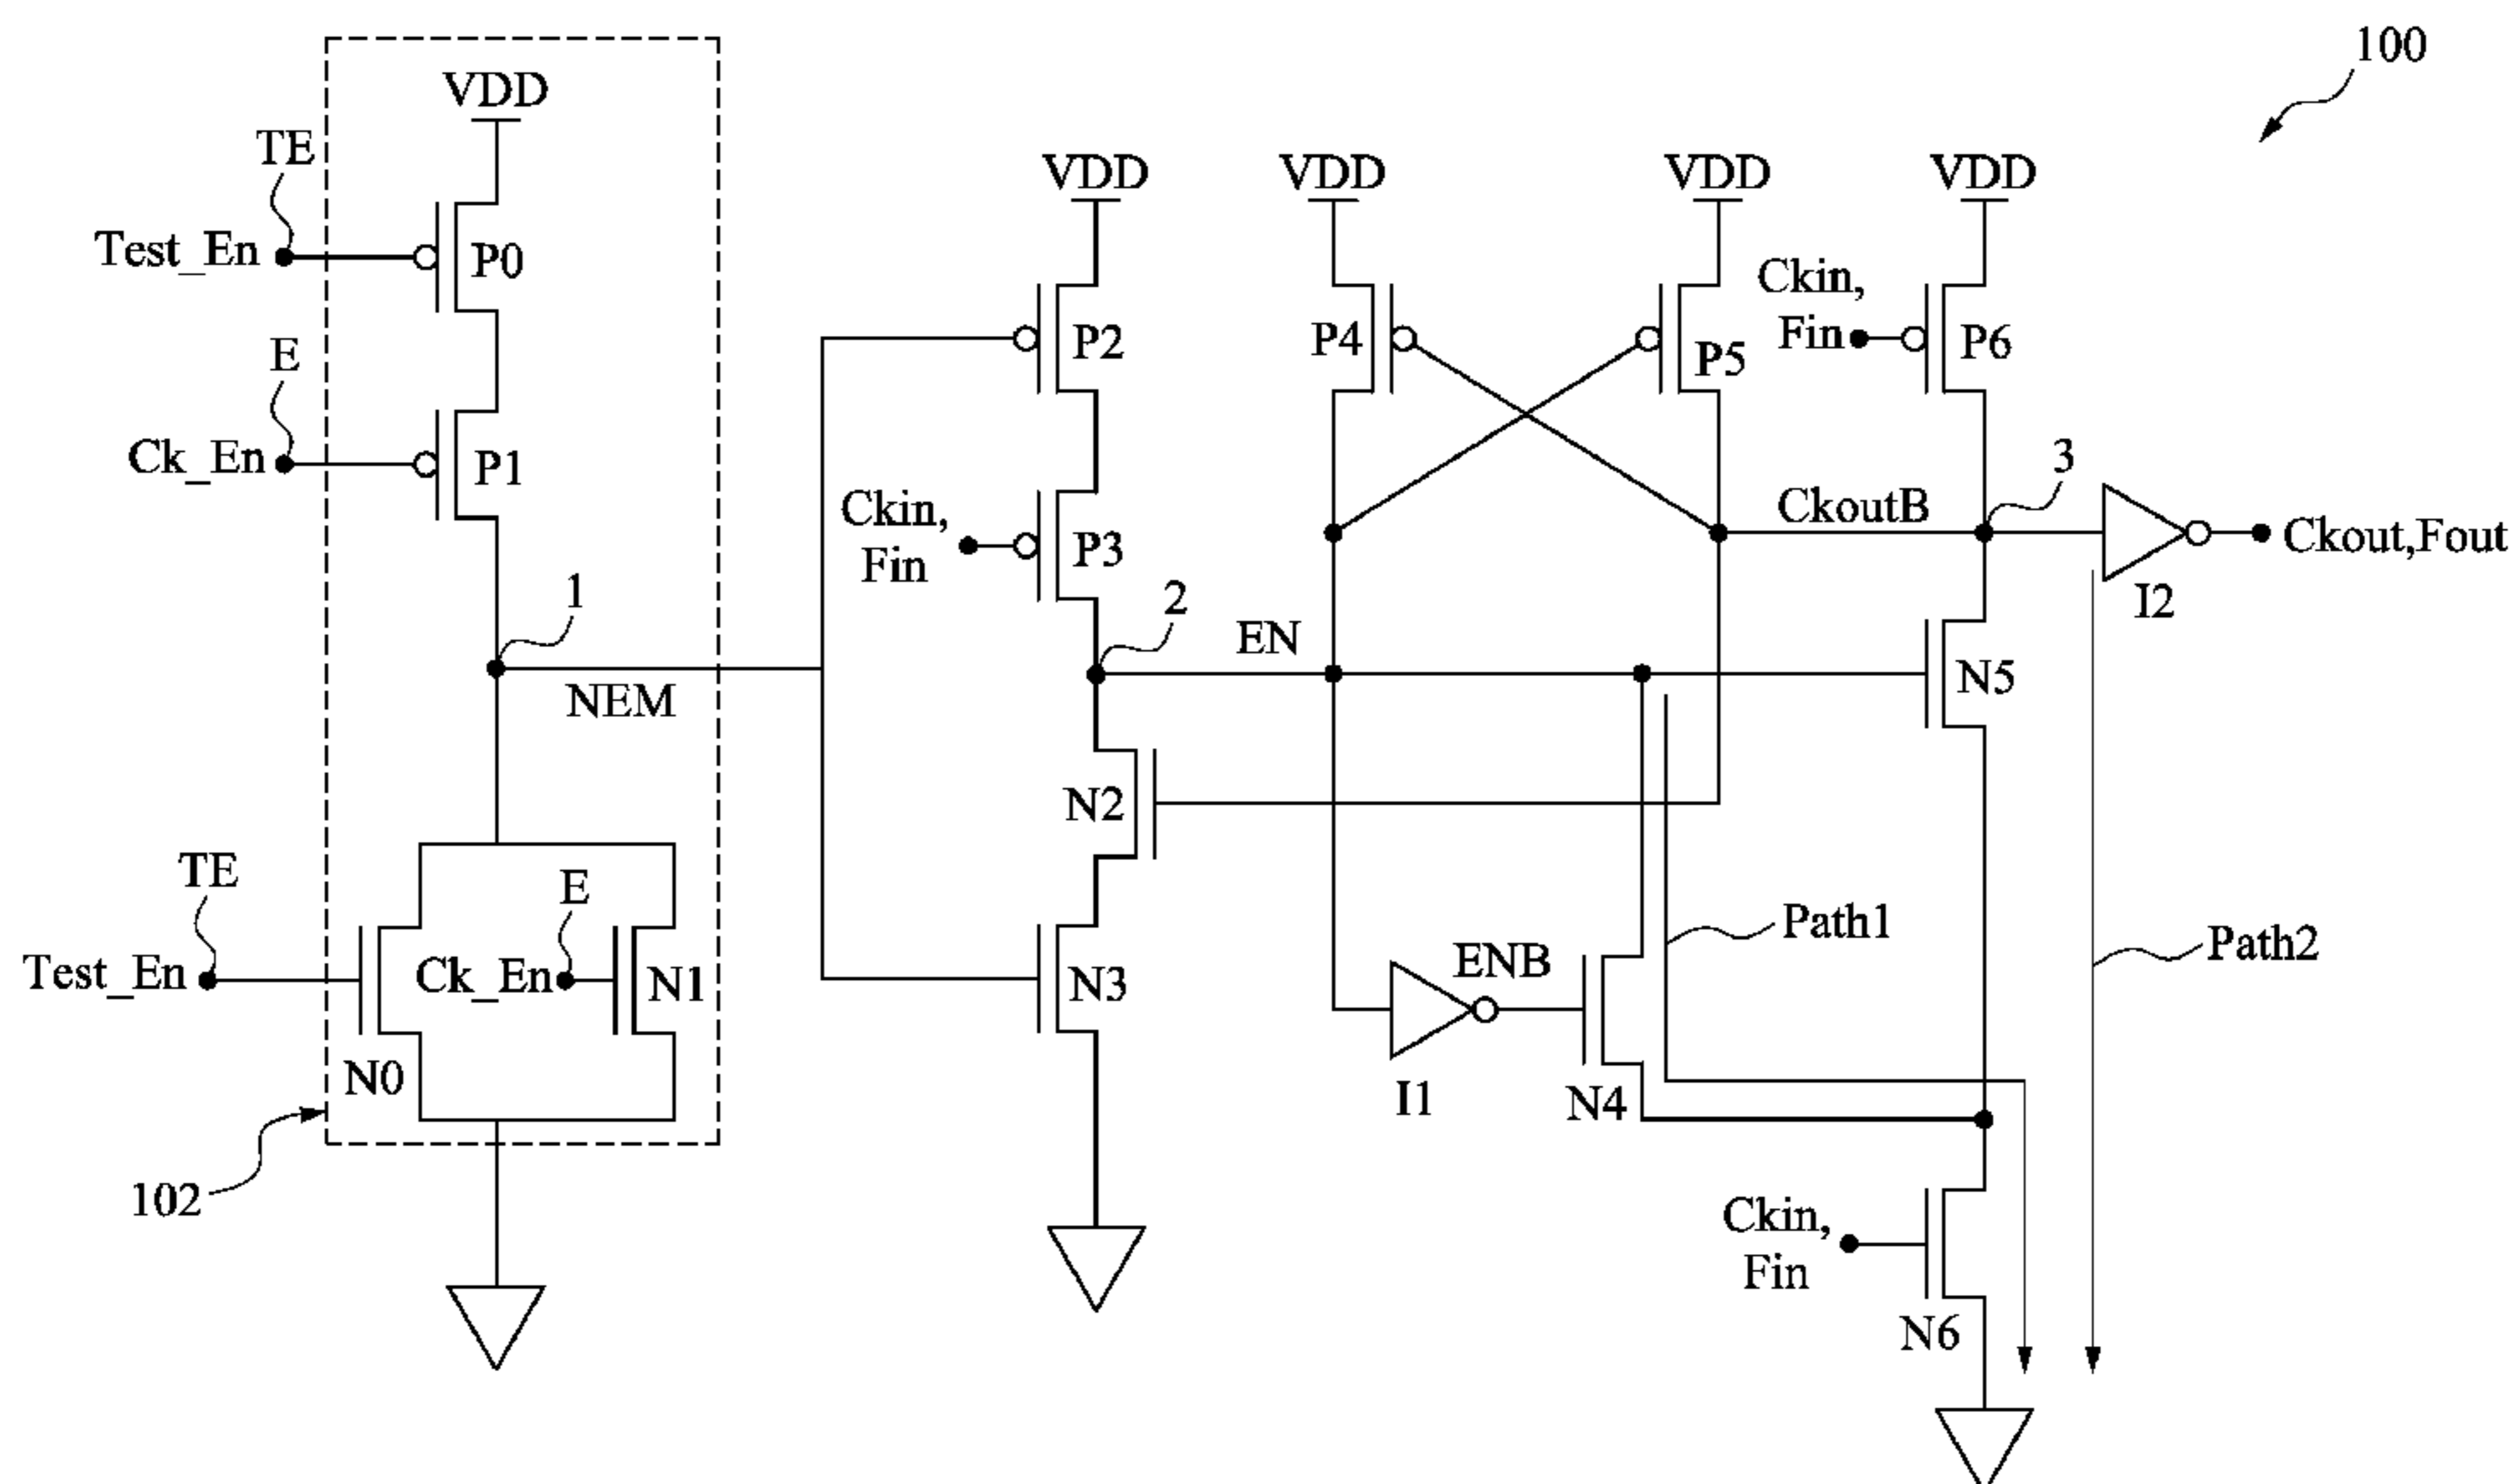 100
VDD
TE
Test_En
P0
E
Ck_En
P1
1
NEM
TE
Test_En
N0
E
Ck_En
N1
102
VDD
P2
Ckin,
Fin
P3
2
EN
N2
N3
VDD
P4
VDD
P5
VDD
Ckin,
Fin
P6
CkoutB
3
I2
Ckout,Fout
N5
ENB
I1
N4
Path1
Path2
Ckin,
Fin
N6